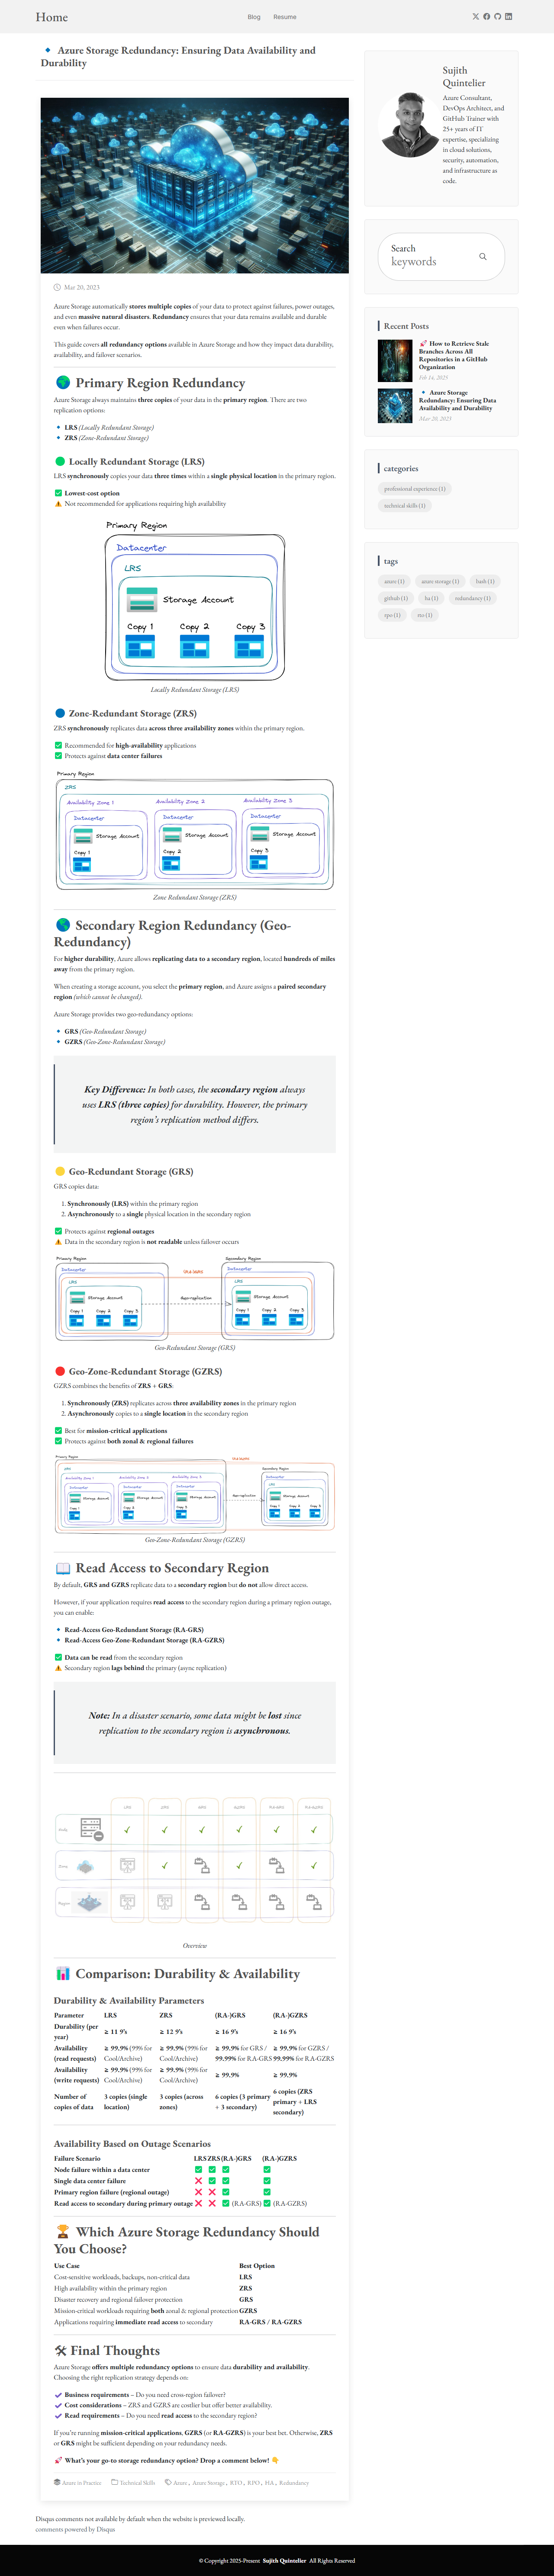 Home
Blog
Resume
Azure Storage Redundancy: Ensuring Data Availability and
Durability
Mar 20, 2023
Azure Storage automatically stores multiple copies of your data to protect against failures, power outages,
and even massive natural disasters. Redundancy ensures that your data remains available and durable
even when failures occur.
This guide covers all redundancy options available in Azure Storage and how they impact data durability,
availability, and failover scenarios.
Primary Region Redundancy
Azure Storage always maintains three copies of your data in the primary region. There are two
replication options:
LRS (Locally Redundant Storage)
ZRS (Zone-Redundant Storage)
Locally Redundant Storage (LRS)
LRS synchronously copies your data three times within a single physical location in the primary region.
Lowest-cost option
Not recommended for applications requiring high availability
Primary Region
Datacenter
LRS
Storage Account
Copy 1
Copy 2
Copy 3
Locally Redundant Storage (LRS)
Zone-Redundant Storage (ZRS)
ZRS synchronously replicates data across three availability zones within the primary region.
Recommended for high-availability applications
Protects against data center failures
Primary Region
ZRS
Availability Zone 1
Availability Zone 2
Availability Zone 3
Datacenter
Datacenter
Datacenter
Storage Account
Storage Account
Storage Account
Copy 1
Copy 2
Copy 3
Zone Redundant Storage (ZRS)
Secondary Region Redundancy (Geo-
Redundancy)
For higher durability, Azure allows replicating data to a secondary region, located hundreds of miles
away from the primary region.
When creating a storage account, you select the primary region, and Azure assigns a paired secondary
region (which cannot be changed).
Azure Storage provides two geo-redundancy options:
GRS (Geo-Redundant Storage)
GZRS (Geo-Zone-Redundant Storage)
Key Difference: In both cases, the secondary region always
uses LRS (three copies) for durability. However, the primary
region's replication method differs.
Geo-Redundant Storage (GRS)
GRS copies data:
1. Synchronously (LRS) within the primary region
2. Asynchronously to a single physical location in the secondary region
Protects against regional outages
Data in the secondary region is not readable unless failover occurs
Primary Region
Secondary Region
Datacenter
Datacenter
LRS
LRS
Storage Account
Storage Account
Copy 1
Copy 2
Copy 3
Geo-replication
Copy 1
Copy 2
Copy 3
Geo-Redundant Storage (GRS)
Geo-Zone-Redundant Storage (GZRS)
GZRS combines the benefits of ZRS + GRS:
1. Synchronously (ZRS) replicates across three availability zones in the primary region
2. Asynchronously copies to a single location in the secondary region
Best for mission-critical applications
Protects against both zonal & regional failures
Primary Region
Secondary Region
Availability Zone 1
Availability Zone 2
Availability Zone 3
Datacenter
Datacenter
Datacenter
Datacenter
Storage Account
Storage Account
Storage Account
Storage Account
Copy 1
Copy 2
Copy 3
Geo-replication
Copy 1
Copy 2
Copy 3
Geo-Zone-Redundant Storage (GZRS)
Read Access to Secondary Region
By default, GRS and GZRS replicate data to a secondary region but do not allow direct access.
However, if your application requires read access to the secondary region during a primary region outage,
you can enable:
Read-Access Geo-Redundant Storage (RA-GRS)
Read-Access Geo-Zone-Redundant Storage (RA-GZRS)
Data can be read from the secondary region
Secondary region lags behind the primary (async replication)
Note: In a disaster scenario, some data might be lost since
replication to the secondary region is asynchronous.
LRS
ZRS
GRS
GZRS
RA-GRS
RA-GZRS
Node
Zone
Region
Overview
Comparison: Durability & Availability
Durability & Availability Parameters
Parameter LRS ZRS (RA-)GRS (RA-)GZRS
Durability (per year) ≥ 11 9's ≥ 12 9's ≥ 16 9's ≥ 16 9's
Availability (read requests) ≥ 99.9% (99% for Cool/Archive) ≥ 99.9% (99% for Cool/Archive) ≥ 99.9% for GRS / 99.99% for RA-GRS ≥ 99.9% for GZRS / 99.99% for RA-GZRS
Availability (write requests) ≥ 99.9% (99% for Cool/Archive) ≥ 99.9% (99% for Cool/Archive) ≥ 99.9% ≥ 99.9%
Number of copies of data 3 copies (single location) 3 copies (across zones) 6 copies (3 primary + 3 secondary) 6 copies (ZRS primary + LRS secondary)
Availability Based on Outage Scenarios
Failure Scenario LRS ZRS (RA-)GRS (RA-)GZRS
Node failure within a data center ✅ ✅ ✅ ✅
Single data center failure ❌ ✅ ✅ ✅
Primary region failure (regional outage) ❌ ❌ ✅ ✅
Read access to secondary during primary outage ❌ ❌ ✅ (RA-GRS) ✅ (RA-GZRS)
Which Azure Storage Redundancy Should
You Choose?
Use Case Best Option
Cost-sensitive workloads, backups, non-critical data LRS
High availability within the primary region ZRS
Disaster recovery and regional failover protection GRS
Mission-critical workloads requiring both zonal & regional protection GZRS
Applications requiring immediate read access to secondary RA-GRS / RA-GZRS
Final Thoughts
Azure Storage offers multiple redundancy options to ensure data durability and availability.
Choosing the right replication strategy depends on:
Business requirements – Do you need cross-region failover?
Cost considerations – ZRS and GZRS are costlier but offer better availability.
Read requirements – Do you need read access to the secondary region?
If you're running mission-critical applications, GZRS (or RA-GZRS) is your best bet. Otherwise, ZRS
or GRS might be sufficient depending on your redundancy needs.
What's your go-to storage redundancy option? Drop a comment below!
Azure in Practice
Technical Skills
Azure, Azure Storage, RTO, RPO, HA, Redundancy
Disqus comments not available by default when the website is previewed locally.
comments powered by Disqus
Sujith
Quintelier
Azure Consultant,
DevOps Architect, and
GitHub Trainer with
25+ years of IT
expertise, specializing
in cloud solutions,
security, automation,
and infrastructure as
code.
Search
keywords
Recent Posts
How to Retrieve Stale
Branches Across All
Repositories in a GitHub
Organization
Feb 14, 2025
Azure Storage
Redundancy: Ensuring Data
Availability and Durability
Mar 20, 2023
categories
professional experience (1)
technical skills (1)
tags
azure (1)
azure storage (1)
bash (1)
github (1)
ha (1)
redundancy (1)
rpo (1)
rto (1)
© Copyright 2025-Present Sujith Quintelier All Rights Reserved